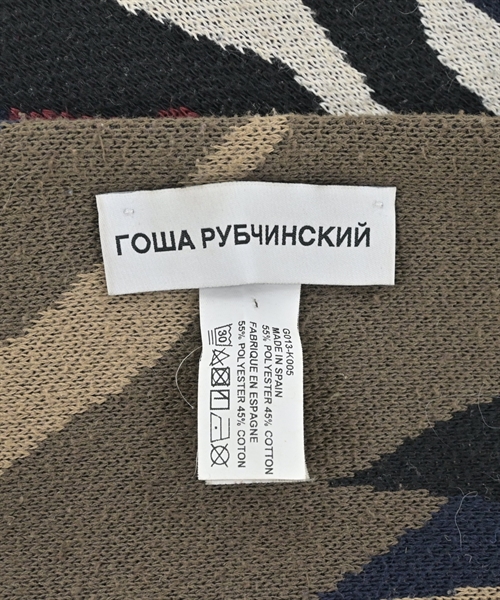 ГОША РУБЧИНСКИЙ
G013-K005
MADE IN SPAIN
55% POLYESTER 45% COTTON
FABRIQUE EN ESPAGNE
55% POLYESTER 45% COTON
30